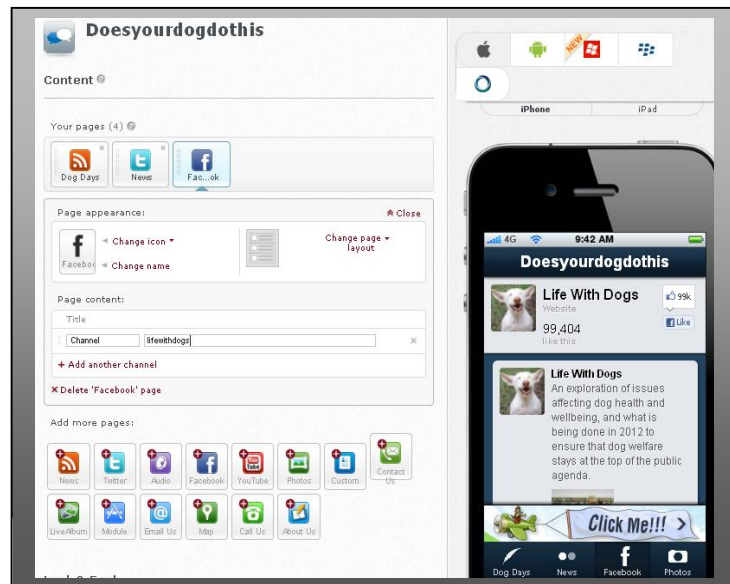 Doesyourdogdothis
Content
Your pages (4)
Dog Days
News
Fac...ok
Page appearance:
Close
Change icon
Change page
layout
Faceboo
Change name
Page content:
Title
Channel
lifewithdogs
+ Add another channel
Delete 'Facebook' page
Add more pages:
News
Twitter
Audio
Facebook
YouTube
Photos
Custom
Contact
Us
LiveAlbum
Module
Email Us
Map
Call Us
About Us
NEW
iPhone
iPad
4G
9:42 AM
Doesyourdogdothis
Life With Dogs
Website
99k
99,404
like this
Like
Life With Dogs
An exploration of issues
affecting dog health and
wellbeing, and what is
being done in 2012 to
ensure that dog welfare
stays at the top of the public
agenda.
Click Me!!! >
Dog Days
News
Facebook
Photos